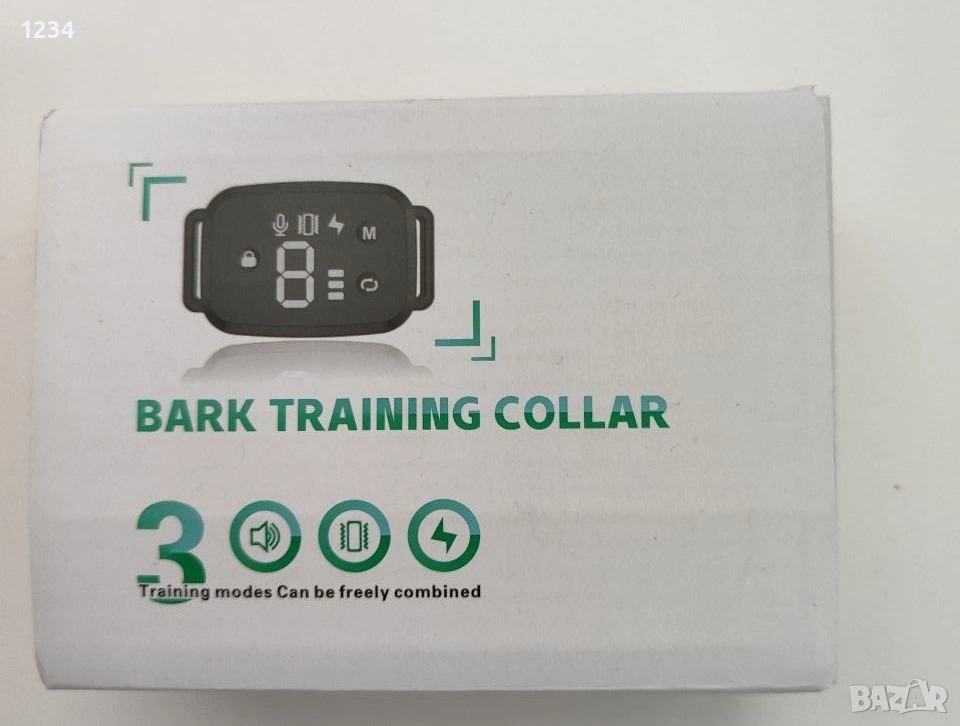 1234
M
8
BARK TRAINING COLLAR
3
Training modes Can be freely combined
BAZAR